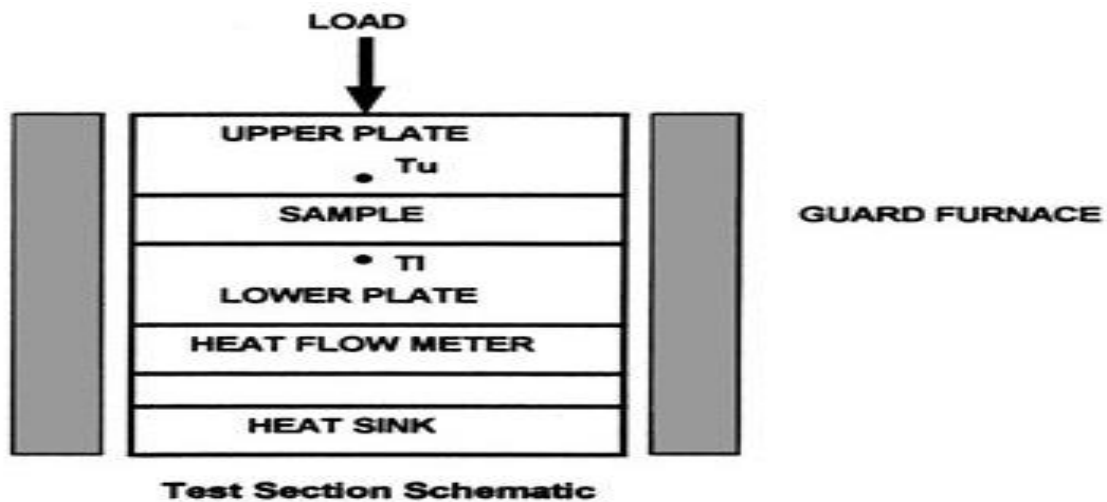 LOAD
UPPER PLATE
Tu
SAMPLE
GUARD FURNACE
Tl
LOWER PLATE
HEAT FLOW METER
HEAT SINK
Test Section Schematic